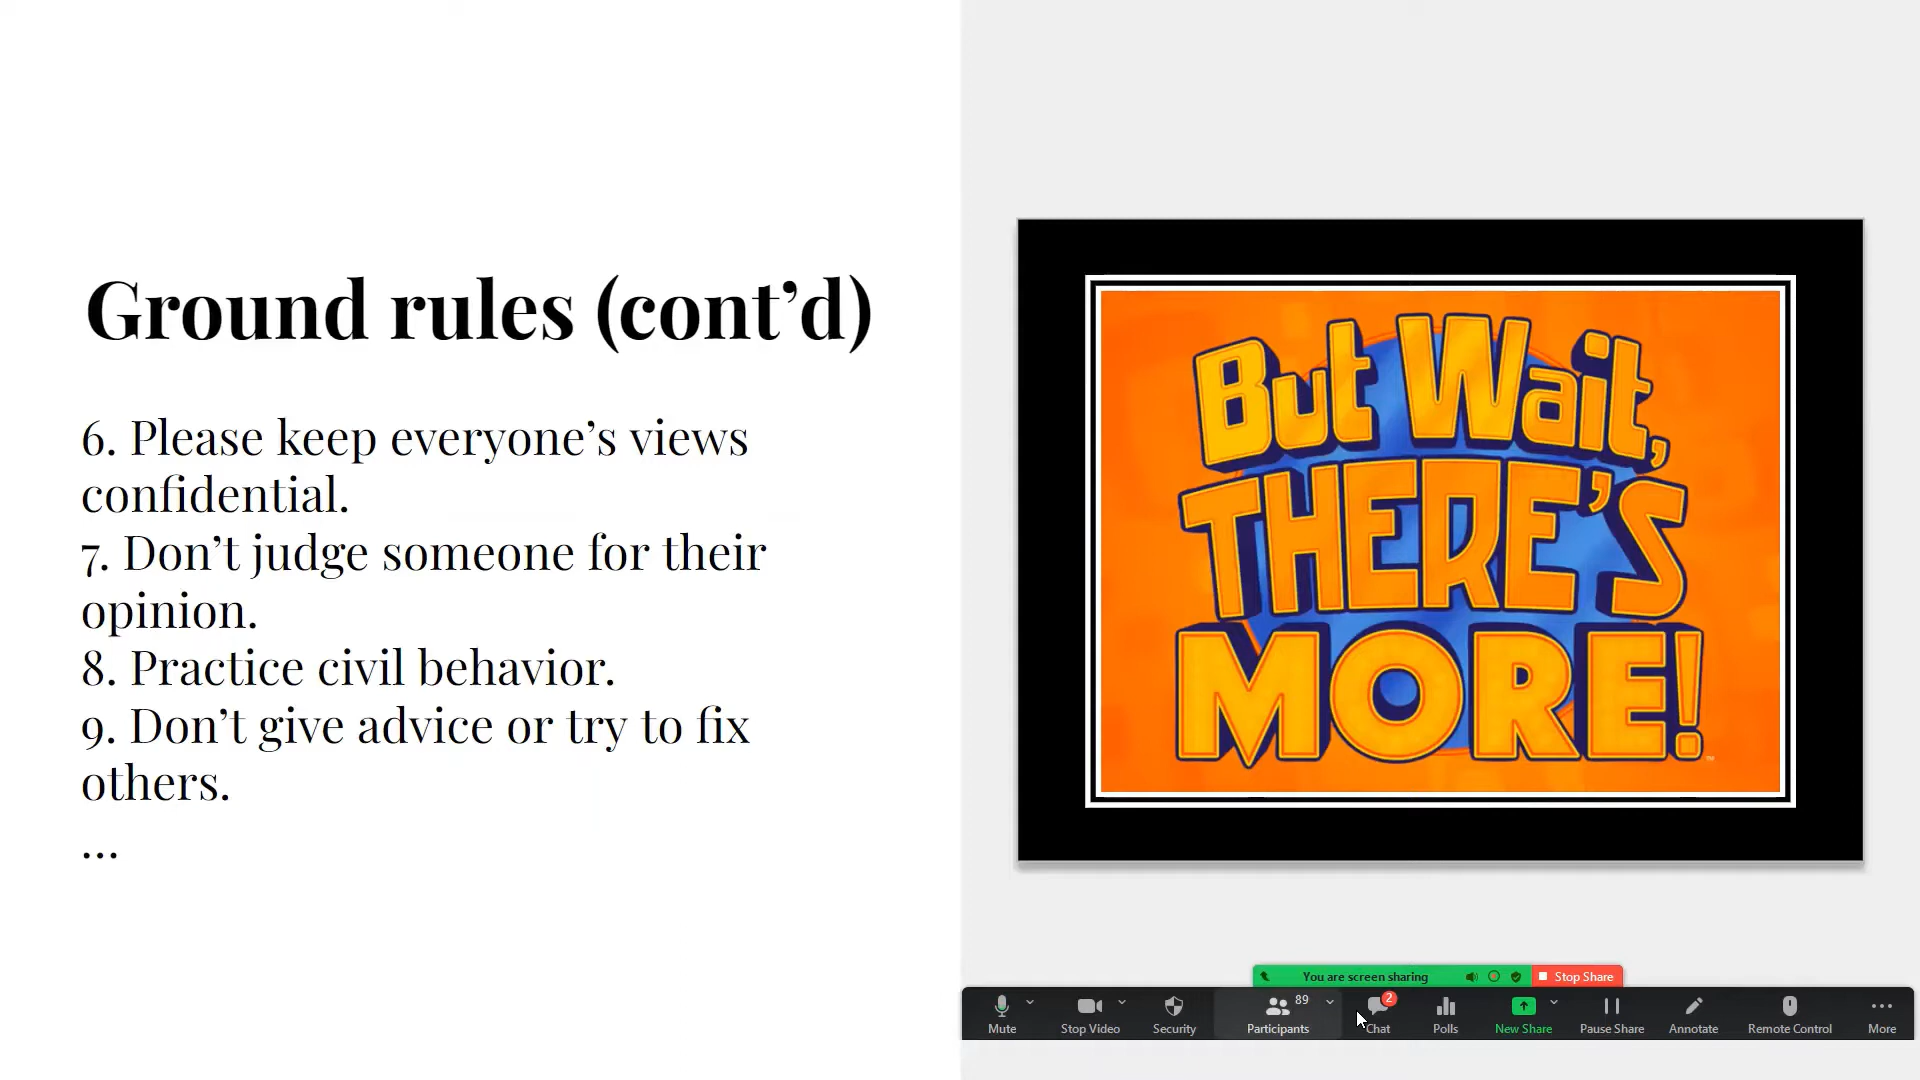 Ground rules (cont’d)
6. Please keep everyone’s views
confidential.
7. Don’t judge someone for their
opinion.
8. Practice civil behavior.
9. Don’t give advice or try to fix
others.
...
But Wait,
THERE’S
MORE!
™
You are screen sharing
Stop Share
89
2
Mute
Stop Video
Security
Participants
Chat
Polls
New Share
Pause Share
Annotate
Remote Control
More